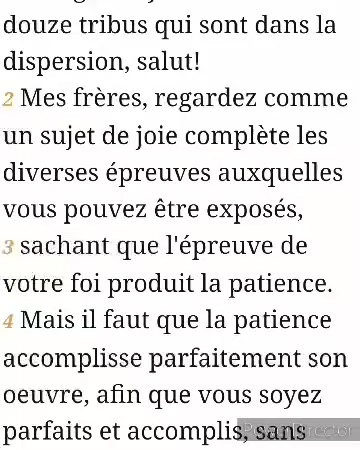 douze tribus qui sont dans la
dispersion, salut!
2 Mes frères, regardez comme
un sujet de joie complète les
diverses épreuves auxquelles
vous pouvez être exposés,
3 sachant que l'épreuve de
votre foi produit la patience.
4 Mais il faut que la patience
accomplisse parfaitement son
oeuvre, afin que vous soyez
parfaits et accomplis, sans